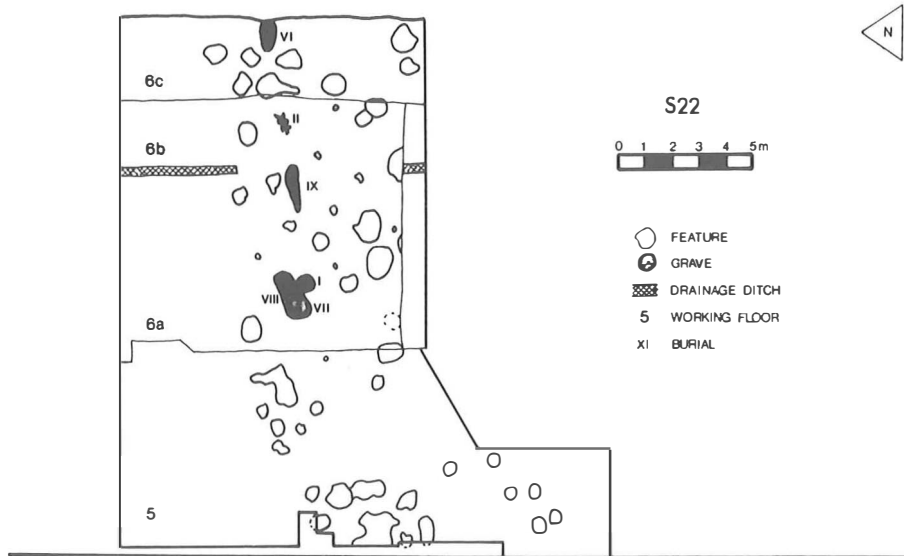 N
VI
6c
S22
II
0 1 2 3 4 5m
6b
IX
FEATURE
GRAVE
I
DRAINAGE DITCH
VIII
VII
5 WORKING FLOOR
6a
XI BURIAL
5